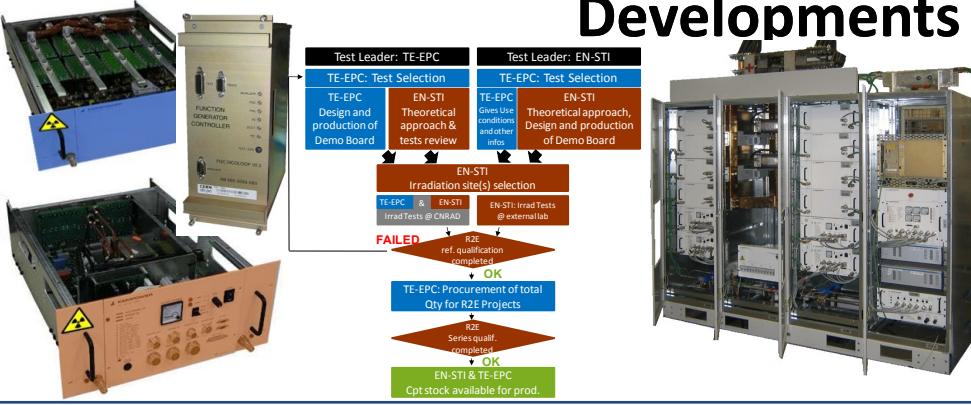 Developments
Test Leader: TE-EPC
Test Leader: EN-STI
TE-EPC: Test Selection
TE-EPC: Test Selection
TE-EPC
Design and
production of
Demo Board
EN-STI
Theoretical
approach &
tests review
TE-EPC
Gives Use
conditions
and other
infos
EN-STI
Theoretical approach,
Design and production
of Demo Board
EN-STI
Irradiation site(s) selection
TE-EPC & EN-STI
Irrad Tests @ CNRAD
EN-STI: Irrad Tests
@ external lab
FAILED
R2E
ref. qualification
completed
OK
TE-EPC: Procurement of total
Qty for R2E Projects
R2E
Series qualif.
completed
OK
EN-STI & TE-EPC
Cpt stock available for prod.
FUNCTION
GENERATOR
CONTROLLER